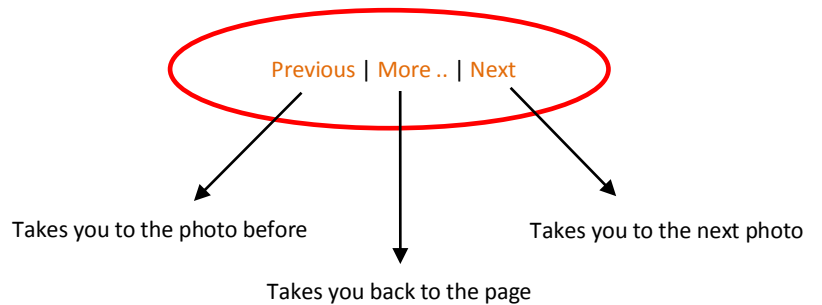 Previous | More .. | Next
Takes you to the photo before
Takes you to the next photo
Takes you back to the page